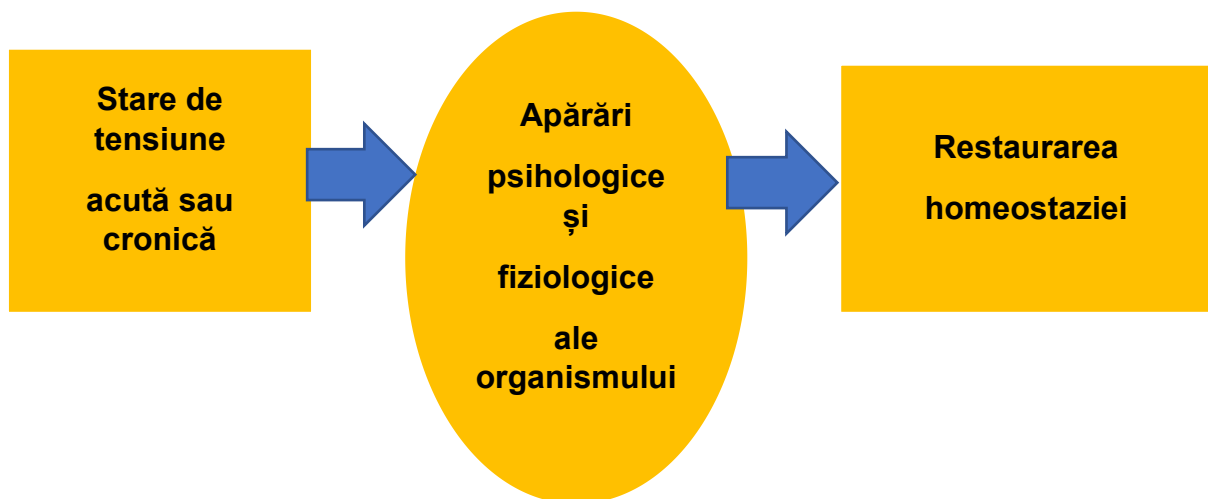 Stare de
tensiune
acută sau
cronică
Apărări
psihologice
și
fiziologice
ale
organismului
Restaurarea
homeostaziei